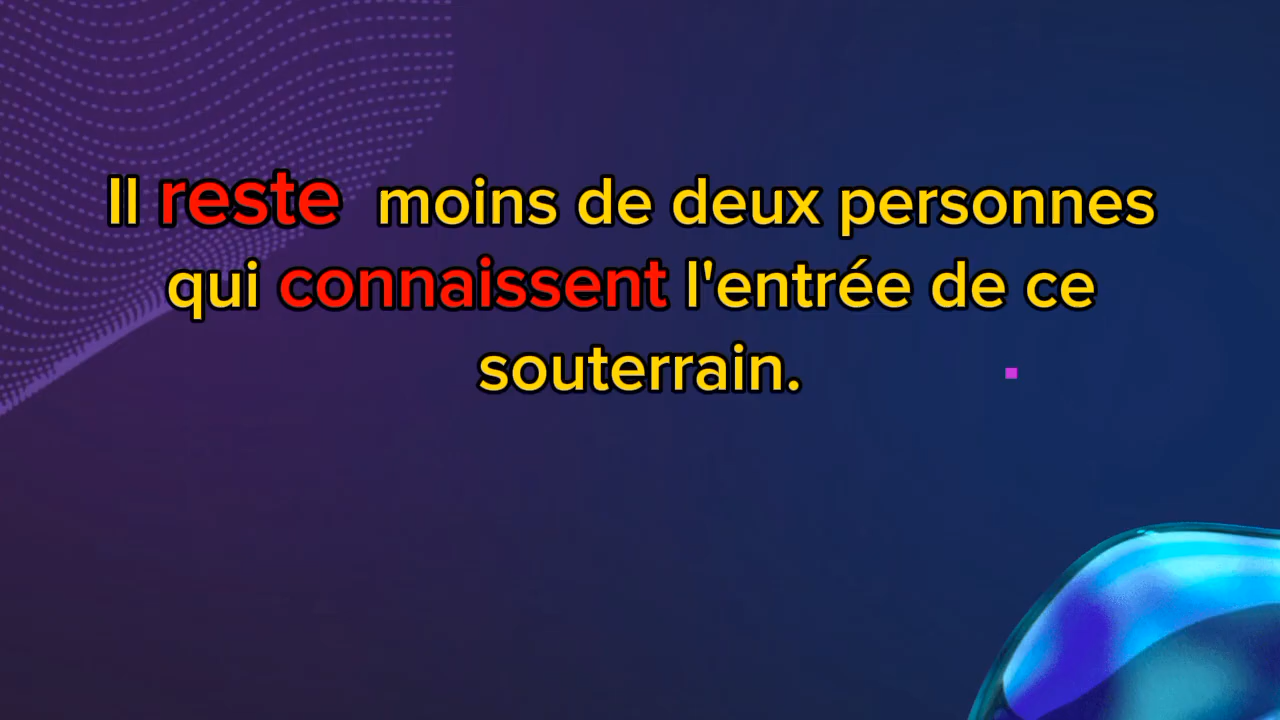 Il reste moins de deux personnes
qui connaissent l'entrée de ce
souterrain.